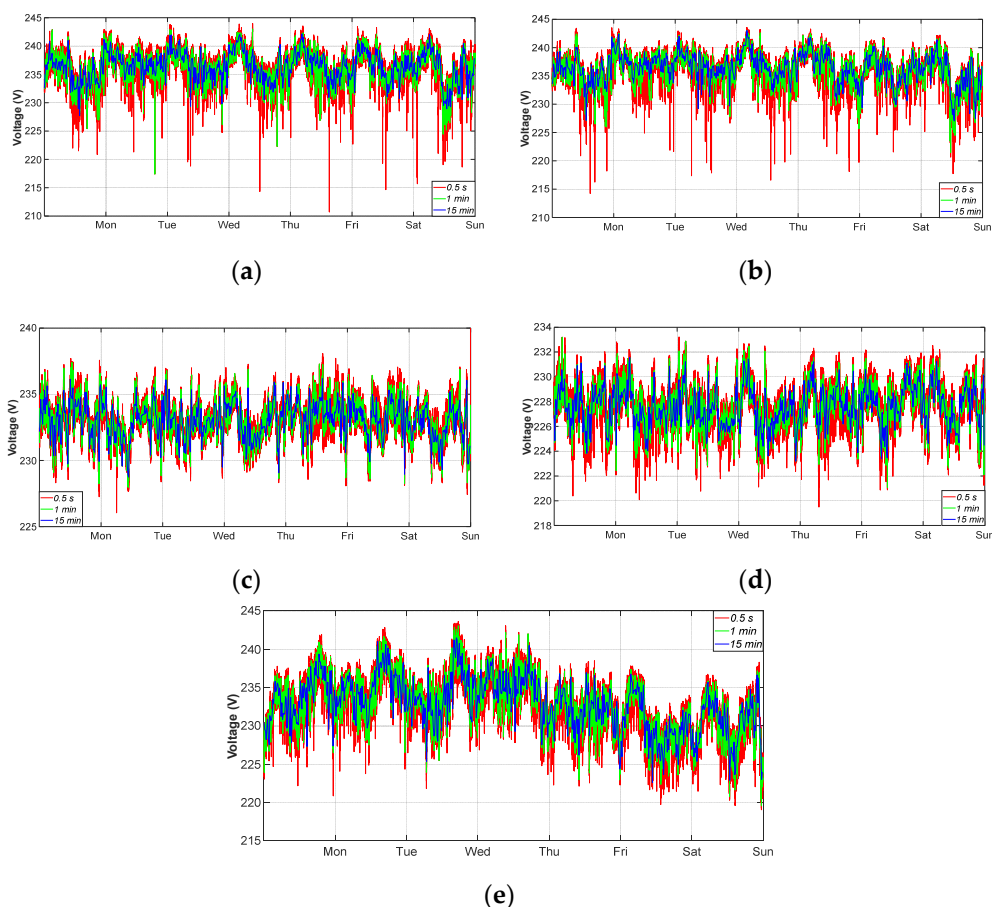 245
240
235
230
225
220
215
210
Voltage (V)
Mon
Tue
Wed
Thu
Fri
Sat
Sun
0.5 s
1 min
15 min
(a)
245
240
235
230
225
220
215
210
Voltage (V)
Mon
Tue
Wed
Thu
Fri
Sat
Sun
0.5 s
1 min
15 min
(b)
240
235
230
225
Voltage (V)
Mon
Tue
Wed
Thu
Fri
Sat
Sun
0.5 s
1 min
15 min
(c)
234
232
230
228
226
224
222
220
218
Voltage (V)
Mon
Tue
Wed
Thu
Fri
Sat
Sun
0.5 s
1 min
15 min
(d)
245
240
235
230
225
220
215
Voltage (V)
Mon
Tue
Wed
Thu
Fri
Sat
Sun
0.5 s
1 min
15 min
(e)